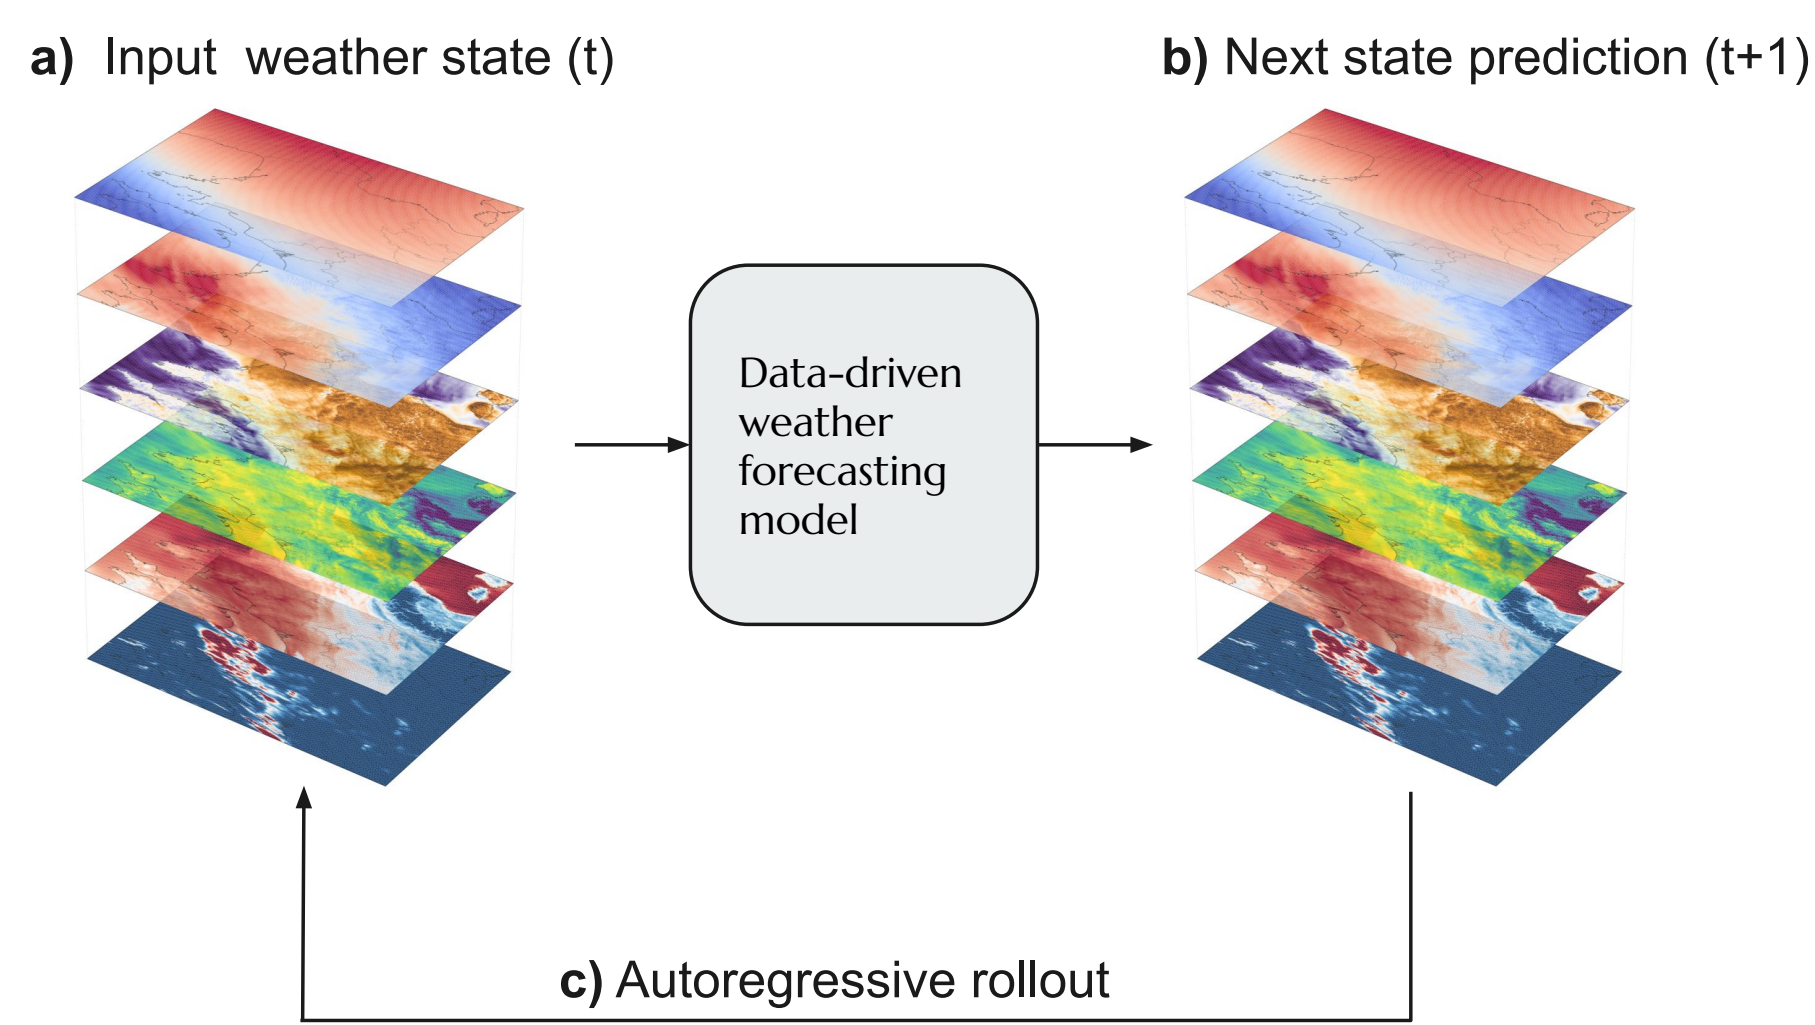 a) Input weather state (t)
b) Next state prediction (t+1)
Data-driven
weather
forecasting
model
c) Autoregressive rollout